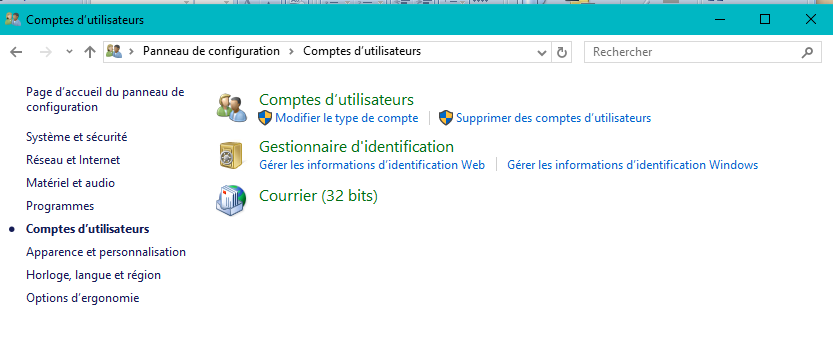 Comptes d'utilisateurs
Panneau de configuration > Comptes d'utilisateurs
Rechercher
Page d'accueil du panneau de
configuration
Système et sécurité
Réseau et Internet
Matériel et audio
Programmes
Comptes d'utilisateurs
Apparence et personnalisation
Horloge, langue et région
Options d'ergonomie
Comptes d'utilisateurs
Modifier le type de compte
Supprimer des comptes d'utilisateurs
Gestionnaire d'identification
Gérer les informations d'identification Web
Gérer les informations d'identification Windows
Courrier (32 bits)